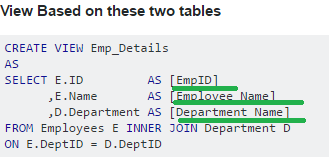 View Based on these two tables
CREATE VIEW Emp_Details
AS
SELECT E.ID AS [EmpID]
,E.Name AS [Employee Name]
,D.Department AS [Department Name]
FROM Employees E INNER JOIN Department D
ON E.DeptID = D.DeptID